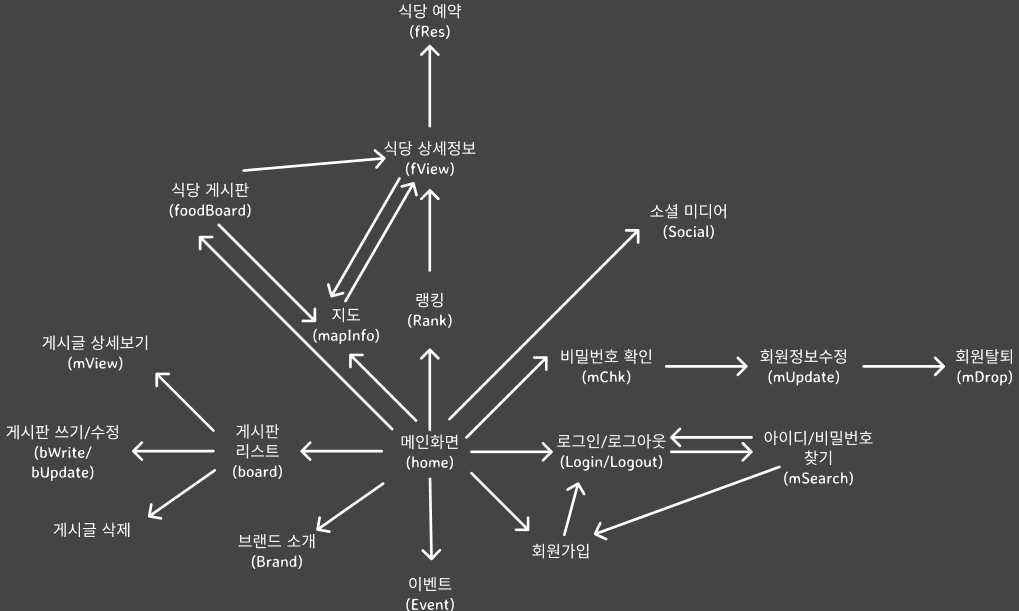 식당 예약
(fRes)
식당 상세정보
(fView)
식당 게시판
(foodBoard)
소셜 미디어
(Social)
랭킹
(Rank)
지도
(mapInfo)
게시글 상세보기
(mView)
비밀번호 확인
(mChk)
회원정보수정
(mUpdate)
회원탈퇴
(mDrop)
게시판 쓰기/수정
(bWrite/
bUpdate)
게시판
리스트
(board)
메인화면
(home)
로그인/로그아웃
(Login/Logout)
아이디/비밀번호
찾기
(mSearch)
게시글 삭제
브랜드 소개
(Brand)
회원가입
이벤트
(Event)